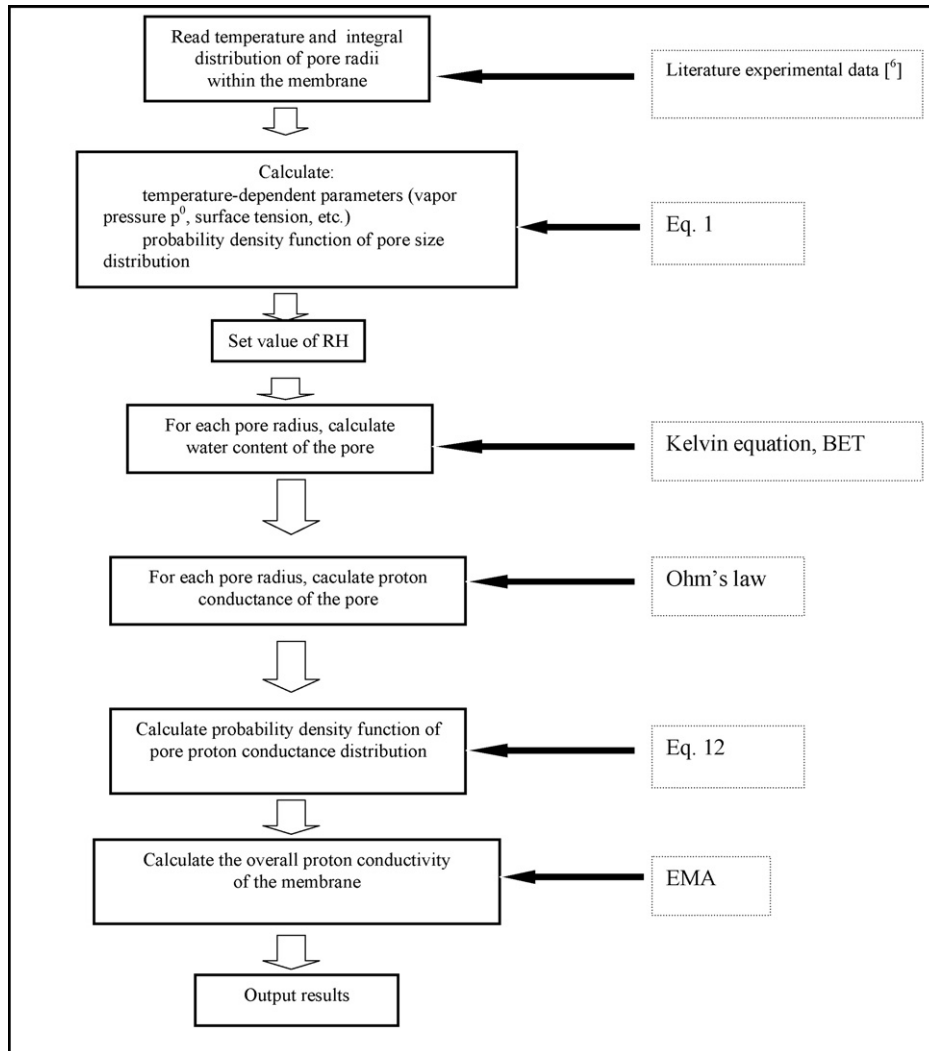 Read temperature and integral
distribution of pore radii
within the membrane
Literature experimental data [⁶]
Calculate:
temperature-dependent parameters (vapor
pressure p⁰, surface tension, etc.)
probability density function of pore size
distribution
Eq. 1
Set value of RH
For each pore radius, calculate
water content of the pore
Kelvin equation, BET
For each pore radius, caculate proton
conductance of the pore
Ohm's law
Calculate probability density function of
pore proton conductance distribution
Eq. 12
Calculate the overall proton conductivity
of the membrane
EMA
Output results